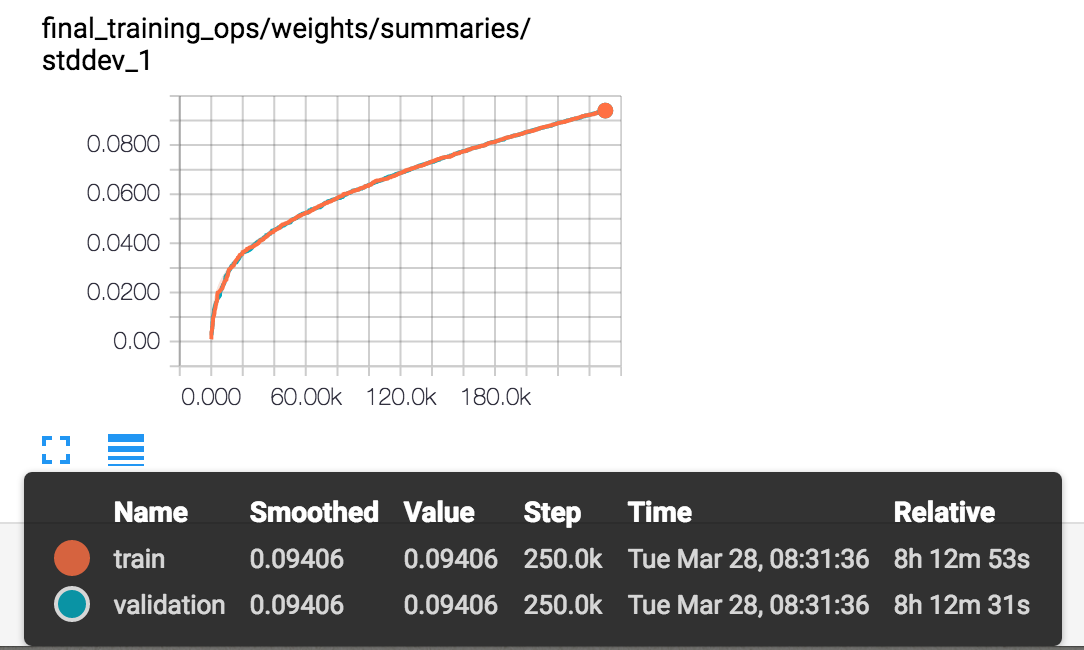 final_training_ops/weights/summaries/
stddev_1
0.0800
0.0600
0.0400
0.0200
0.00
0.000 60.00k 120.0k 180.0k
Name Smoothed Value Step Time Relative
train 0.09406 0.09406 250.0k Tue Mar 28, 08:31:36 8h 12m 53s
validation 0.09406 0.09406 250.0k Tue Mar 28, 08:31:36 8h 12m 31s